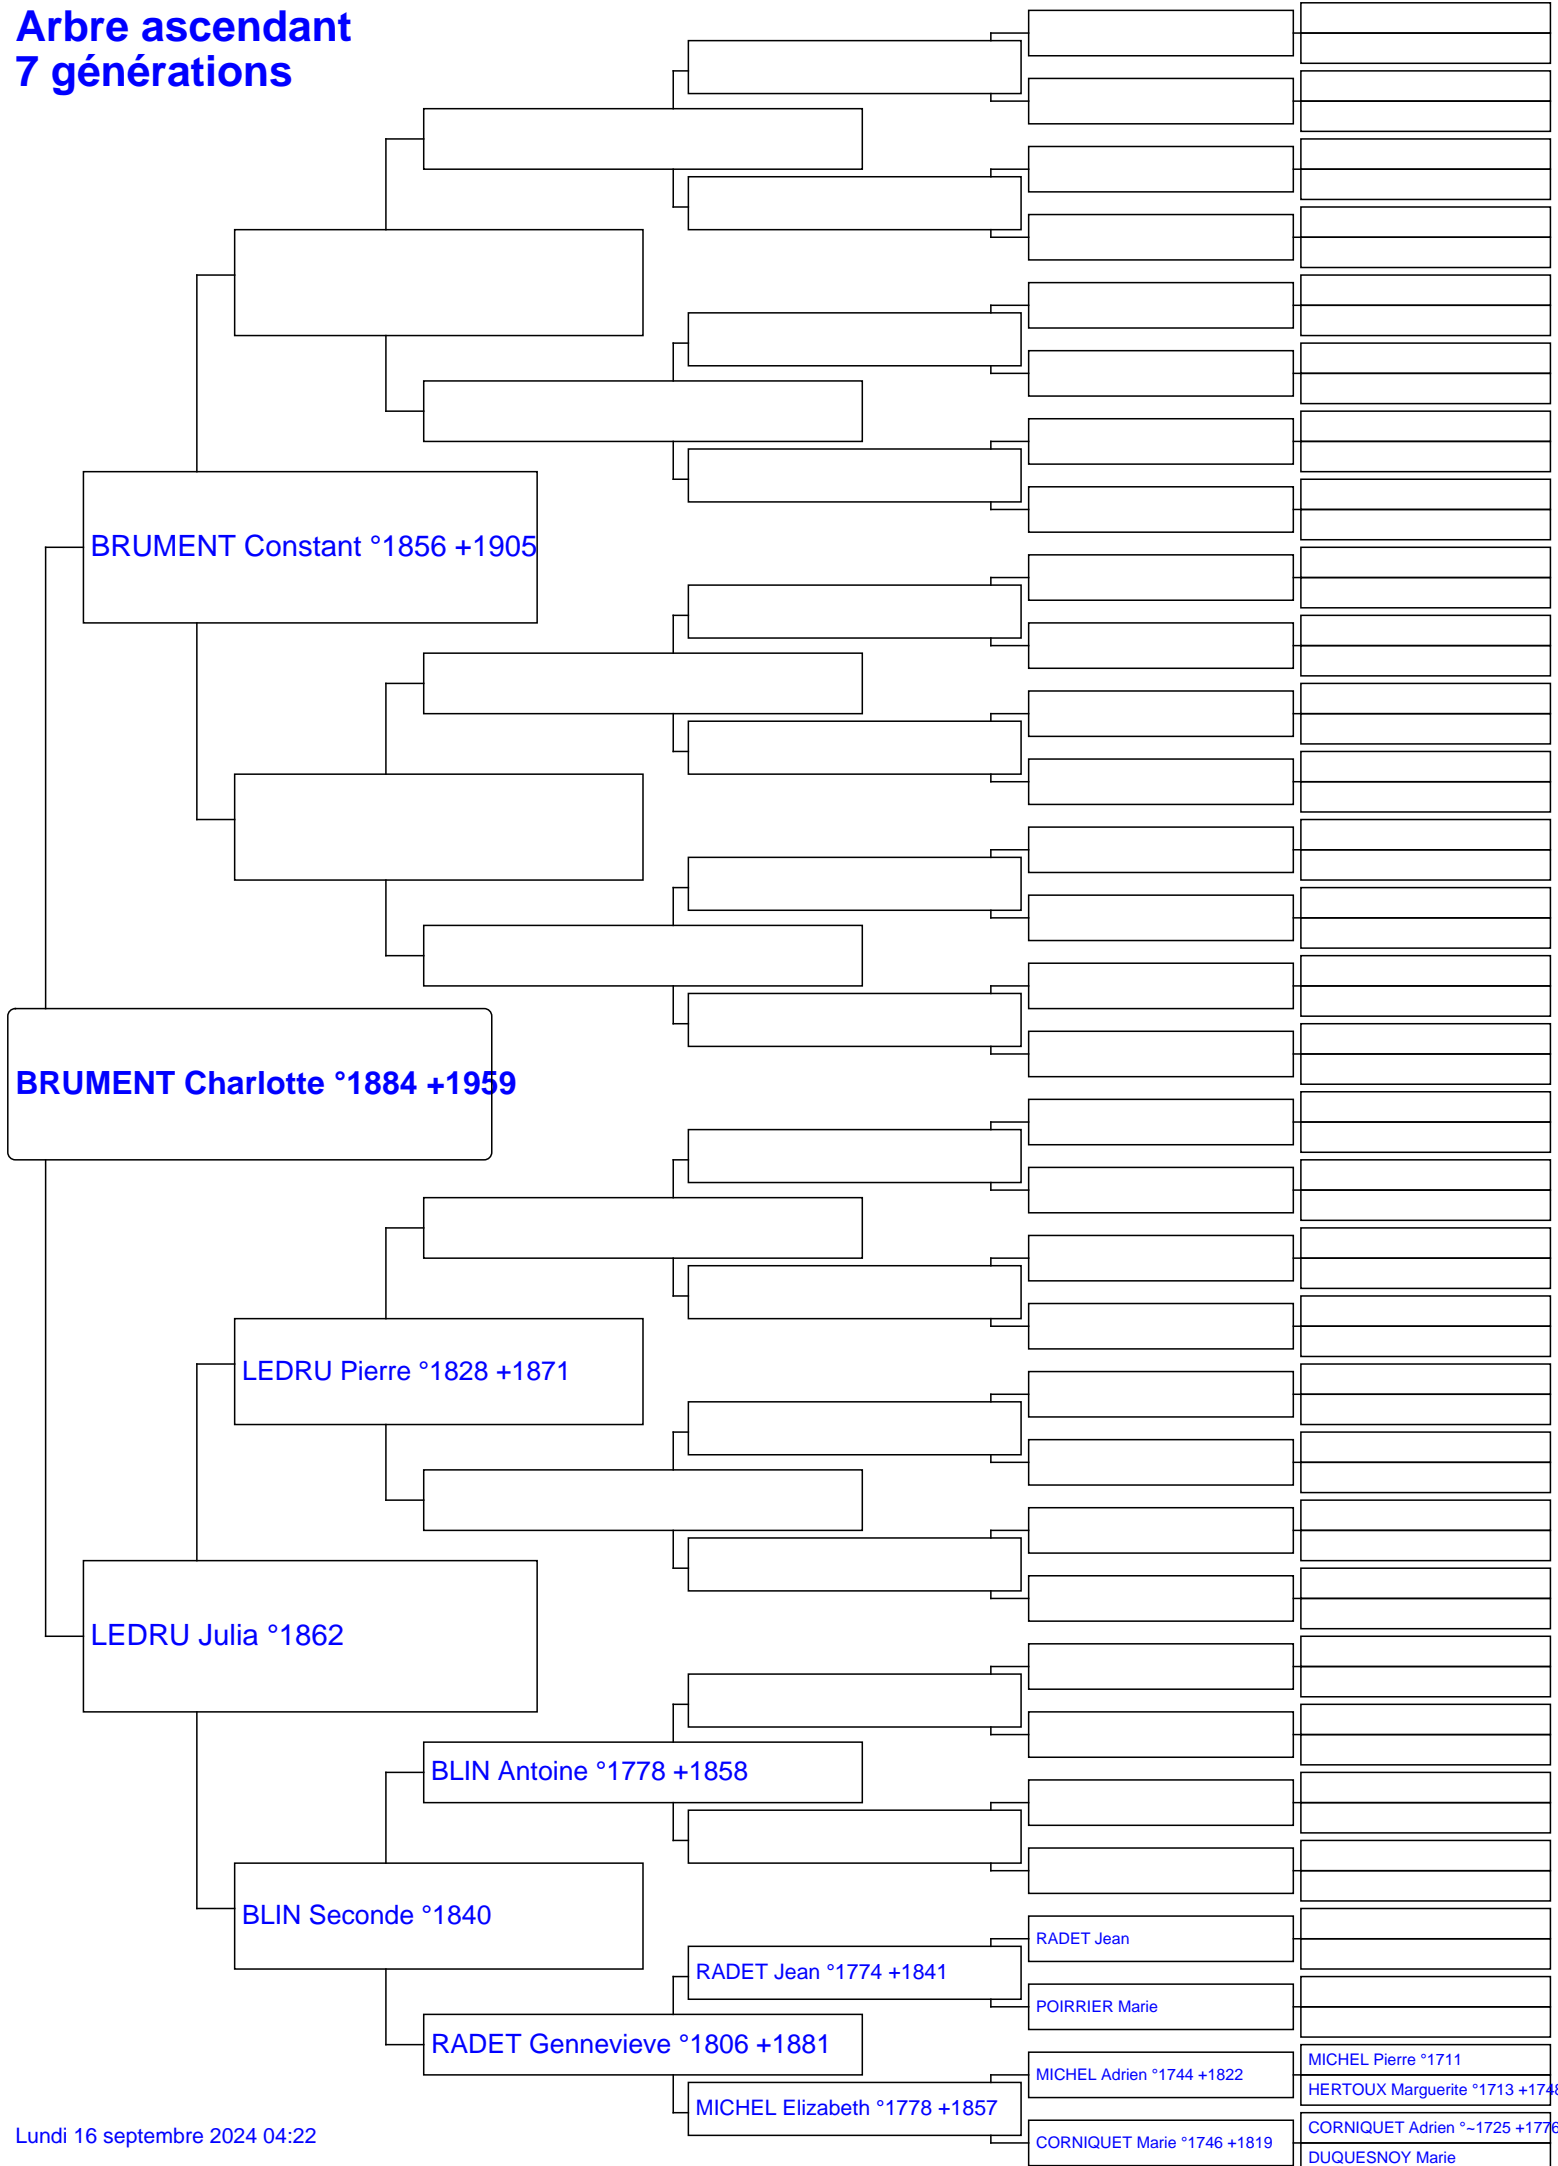 Arbre ascendant
7 générations
BRUMENT Constant °1856 +1905
BRUMENT Charlotte °1884 +1959
LEDRU Pierre °1828 +1871
LEDRU Julia °1862
BLIN Antoine °1778 +1858
BLIN Seconde °1840
RADET Jean
RADET Jean °1774 +1841
POIRRIER Marie
RADET Gennevieve °1806 +1881
MICHEL Pierre °1711
MICHEL Adrien °1744 +1822
HERTOUX Marguerite °1713 +1748
MICHEL Elizabeth °1778 +1857
CORNIQUET Adrien °~1725 +1776
CORNIQUET Marie °1746 +1819
DUQUESNOY Marie
Lundi 16 septembre 2024 04:22